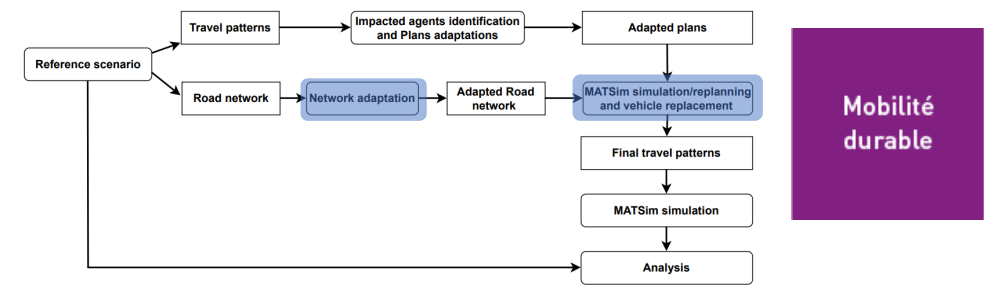 Travel patterns
Impacted agents identification
and Plans adaptations
Adapted plans
Reference scenario
Road network
Network adaptation
Adapted Road
network
MATSim simulation/replanning
and vehicle replacement
Final travel patterns
MATSim simulation
Analysis
Mobilité
durable